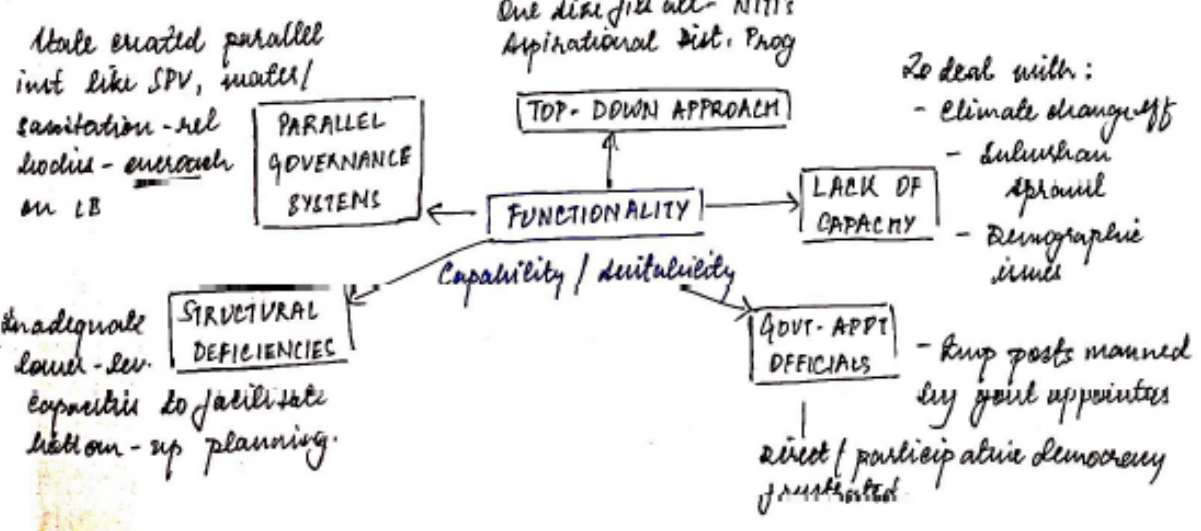 One size fits all - NITI's
Aspirational Dist. Prog
TOP-DOWN APPROACH
State created parallel
inst like SPV, water/
sanitation-rel
bodies - encroach
on LB
PARALLEL
GOVERNANCE
SYSTEMS
FUNCTIONALITY
Capability / suitability
LACK OF
CAPACITY
To deal with:
- Climate change eff
- Suburban
sprawl
- Demographic
issues
STRUCTURAL
DEFICIENCIES
Inadequate
lower-lev.
capacities to facilitate
bottom-up planning.
GOVT-APPT
OFFICIALS
- Imp posts manned
by govt appointees
Direct / participative democracy
frustrated